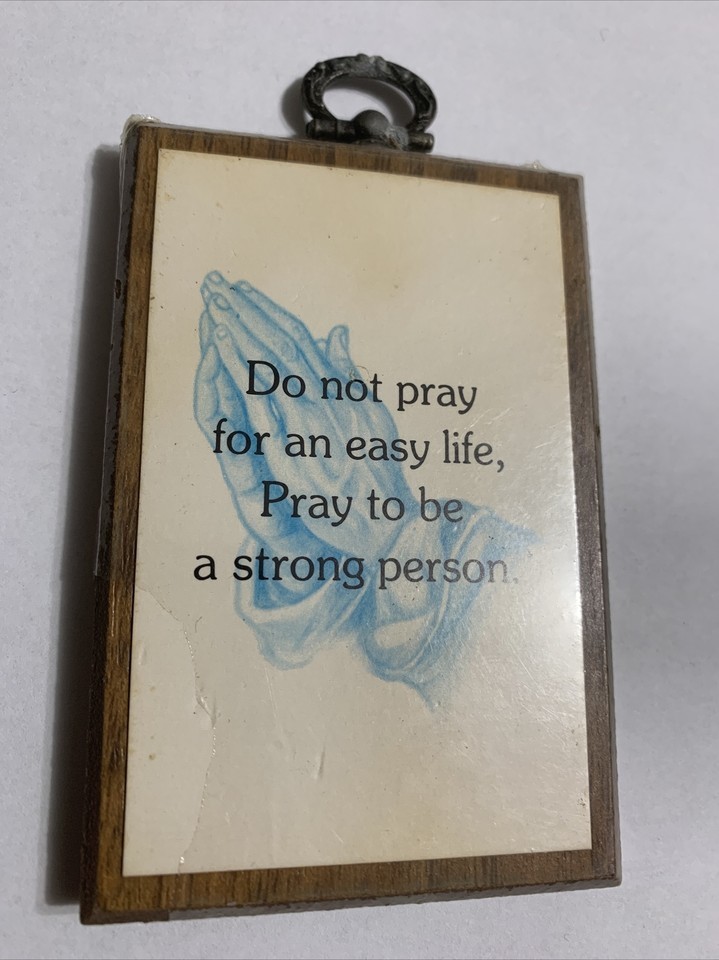 Do not pray
for an easy life,
Pray to be
a strong person.